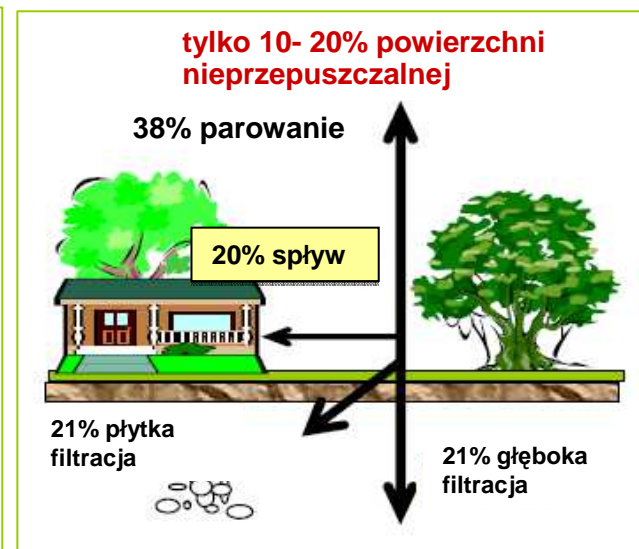 tylko 10- 20% powierzchni
nieprzepuszczalnej
38% parowanie
20% spływ
21% płytka
filtracja
21% głęboka
filtracja